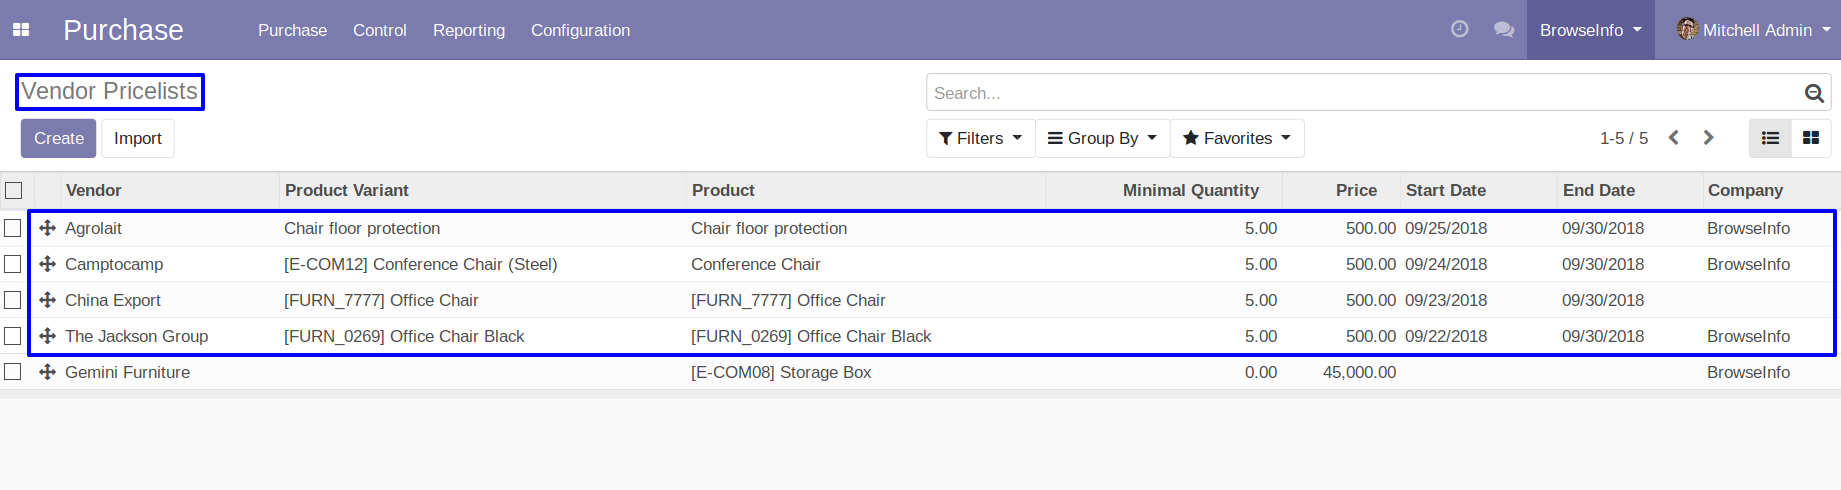 Purchase Purchase Control Reporting Configuration BrowseInfo Mitchell Admin
Vendor Pricelists
Search...
Create Import Filters Group By Favorites 1-5 / 5
Vendor Product Variant Product Minimal Quantity Price Start Date End Date Company
Agrolait Chair floor protection Chair floor protection 5.00 500.00 09/25/2018 09/30/2018 BrowseInfo
Camptocamp [E-COM12] Conference Chair (Steel) Conference Chair 5.00 500.00 09/24/2018 09/30/2018 BrowseInfo
China Export [FURN_7777] Office Chair [FURN_7777] Office Chair 5.00 500.00 09/23/2018 09/30/2018
The Jackson Group [FURN_0269] Office Chair Black [FURN_0269] Office Chair Black 5.00 500.00 09/22/2018 09/30/2018 BrowseInfo
Gemini Furniture [E-COM08] Storage Box 0.00 45,000.00 BrowseInfo